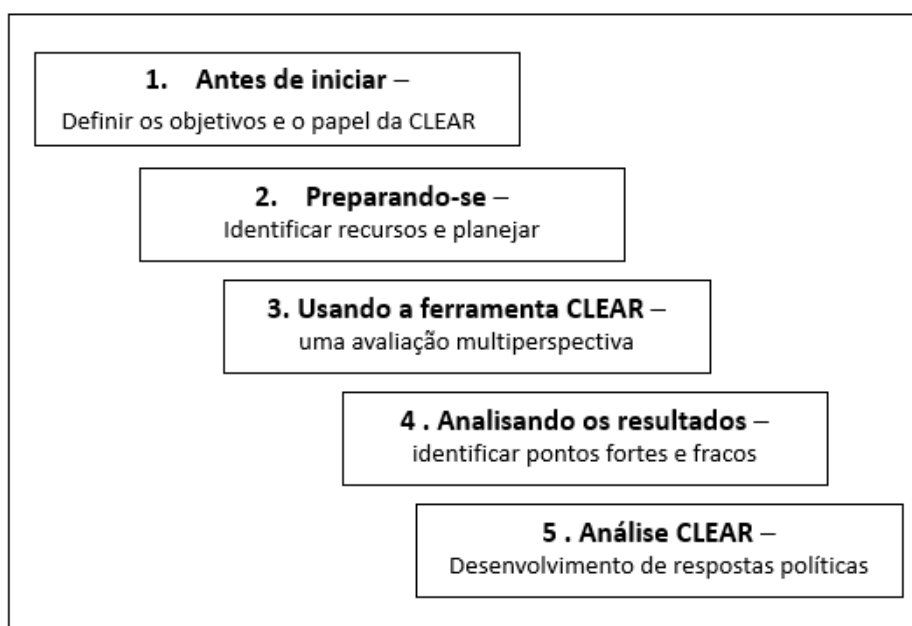 1. Antes de iniciar –
Definir os objetivos e o papel da CLEAR
2. Preparando-se –
Identificar recursos e planejar
3. Usando a ferramenta CLEAR –
uma avaliação multiperspectiva
4 . Analisando os resultados –
identificar pontos fortes e fracos
5 . Análise CLEAR –
Desenvolvimento de respostas políticas